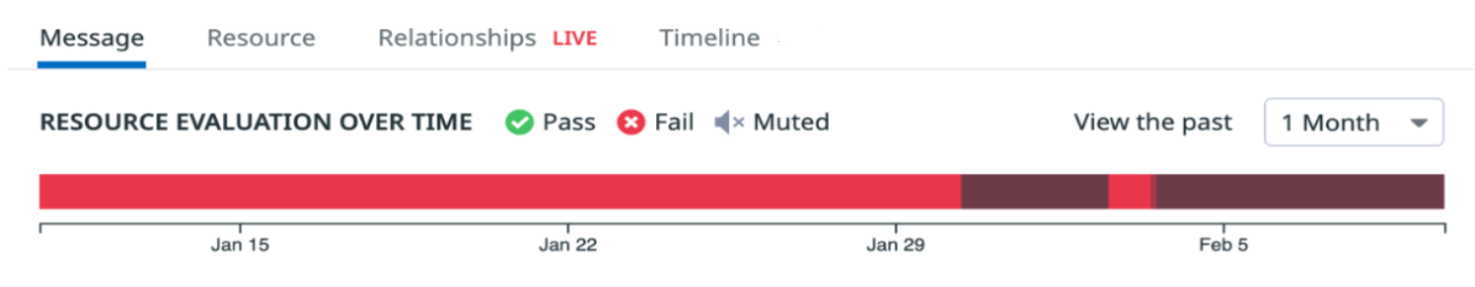 Message Resource Relationships LIVE Timeline
RESOURCE EVALUATION OVER TIME Pass Fail Muted View the past 1 Month
Jan 15 Jan 22 Jan 29 Feb 5